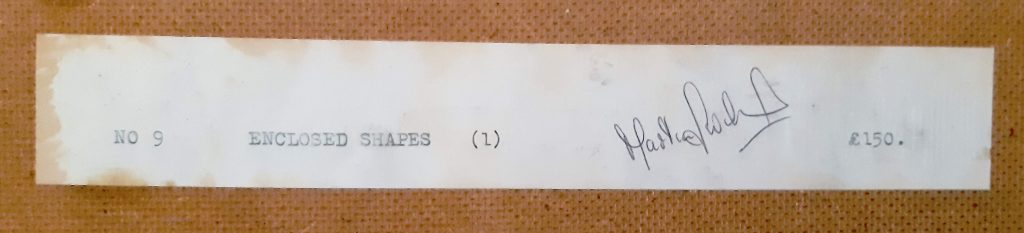 NO 9 ENCLOSED SHAPES (1) £150.